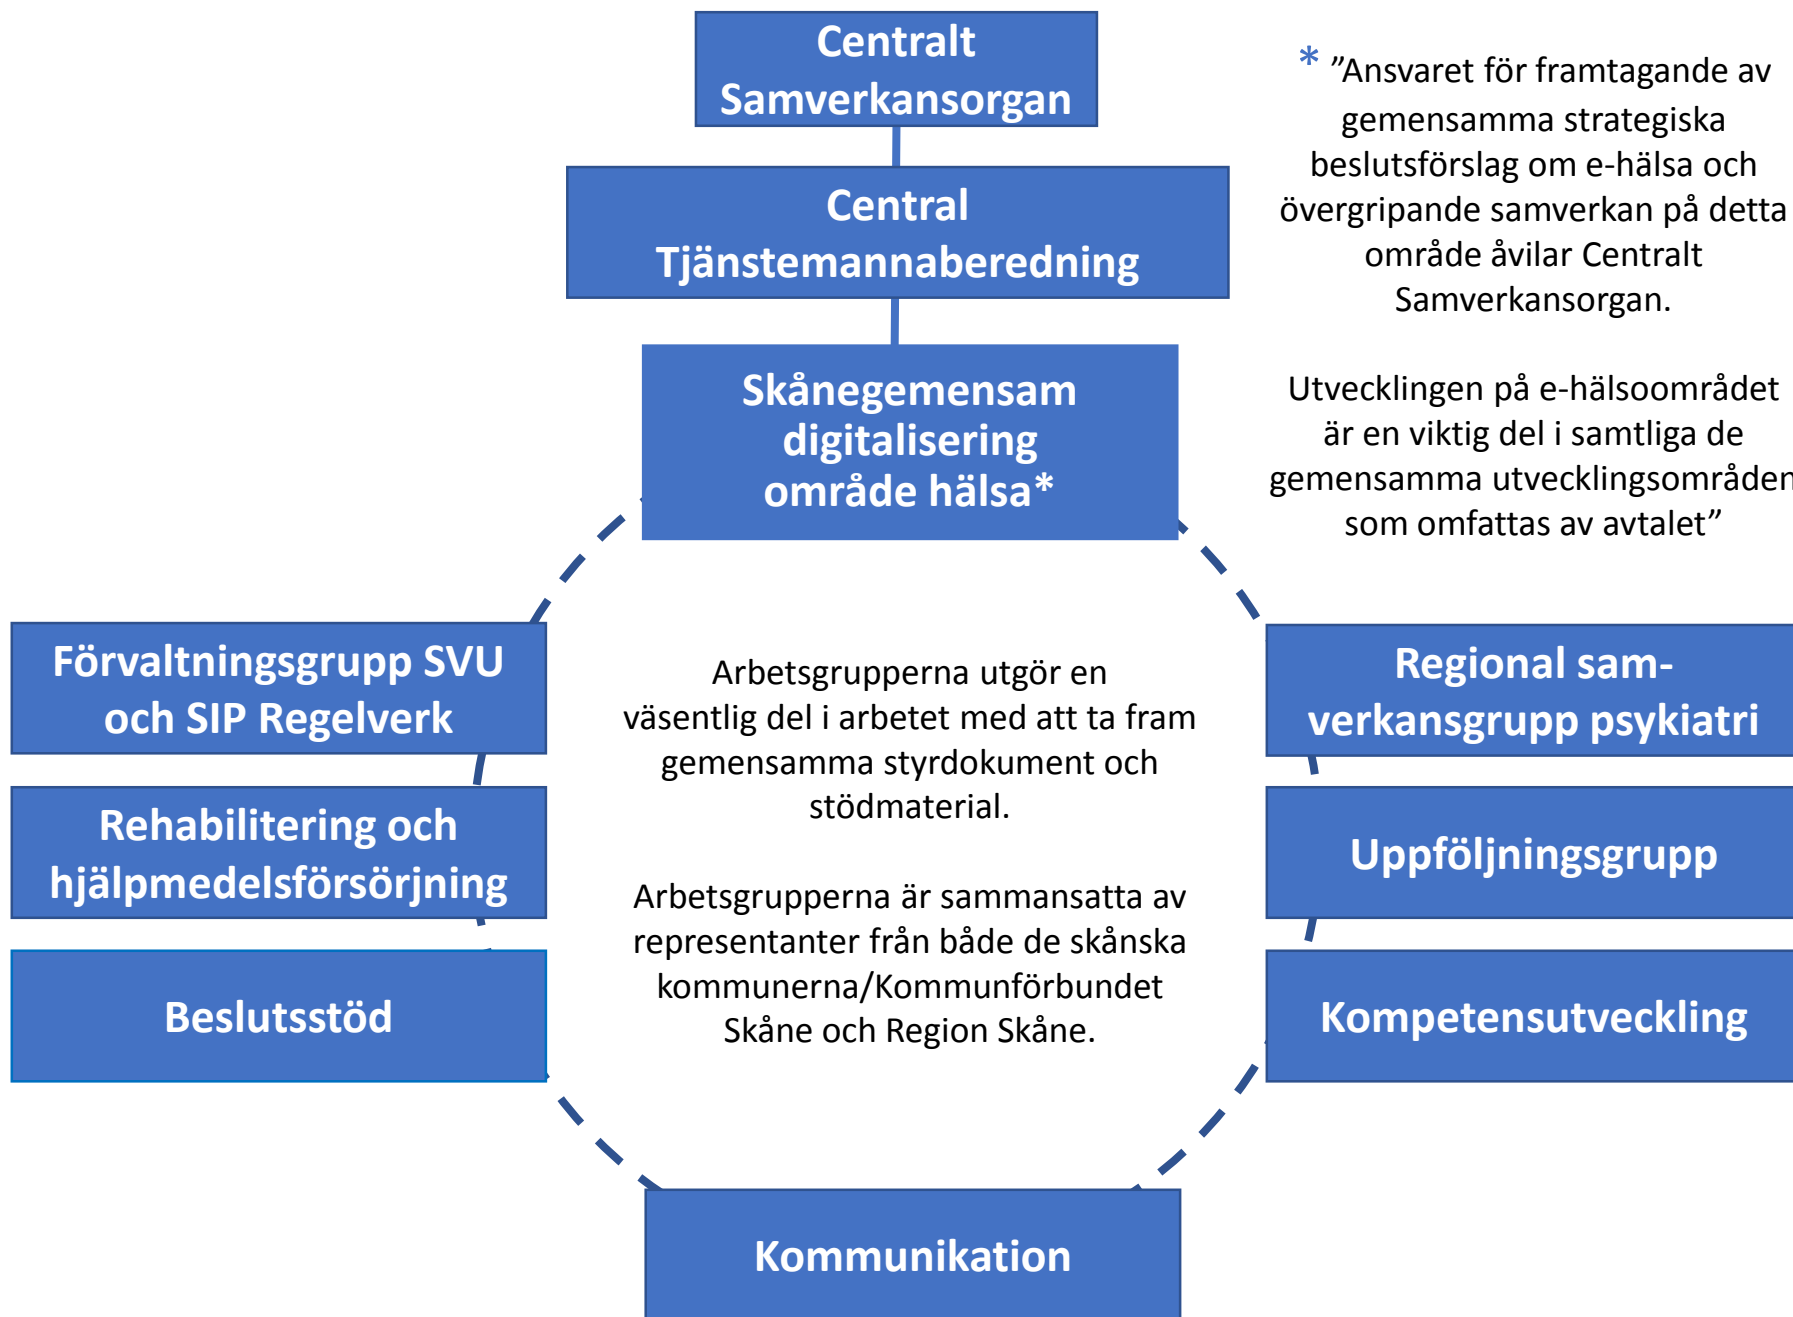 Centralt
Samverkansorgan
Central
Tjänstemannaberedning
Skånegemensam
digitalisering
område hälsa*
* ”Ansvaret för framtagande av
gemensamma strategiska
beslutsförslag om e-hälsa och
övergripande samverkan på detta
område åvilar Centralt
Samverkansorgan.
Utvecklingen på e-hälsoområdet
är en viktig del i samtliga de
gemensamma utvecklingsområden
som omfattas av avtalet”
Förvaltningsgrupp SVU
och SIP Regelverk
Rehabilitering och
hjälpmedelsförsörjning
Beslutsstöd
Arbetsgrupperna utgör en
väsentlig del i arbetet med att ta fram
gemensamma styrdokument och
stödmaterial.
Arbetsgrupperna är sammansatta av
representanter från både de skånska
kommunerna/Kommunförbundet
Skåne och Region Skåne.
Regional sam-
verkansgrupp psykiatri
Uppföljningsgrupp
Kompetensutveckling
Kommunikation